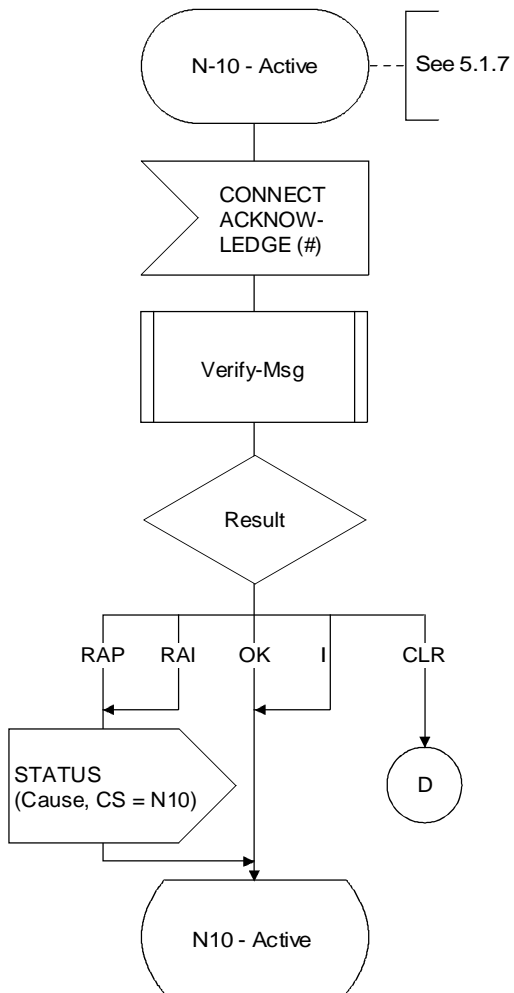 N-10 - Active
See 5.1.7
CONNECT
ACKNOW-
LEDGE (#)
Verify-Msg
Result
RAP RAI OK I CLR
STATUS
(Cause, CS = N10)
D
N10 - Active